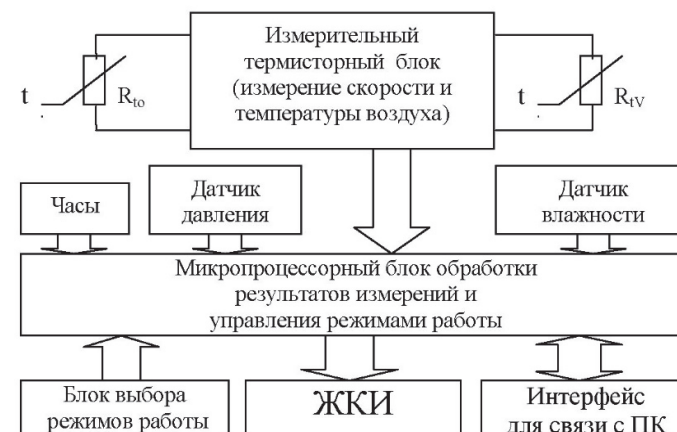 Измерительный
термисторный блок
(измерение скорости и
температуры воздуха)
t
Rto
t
RtV
Часы
Датчик
давления
Датчик
влажности
Микропроцессорный блок обработки
результатов измерений и
управления режимами работы
Блок выбора
режимов работы
ЖКИ
Интерфейс
для связи с ПК